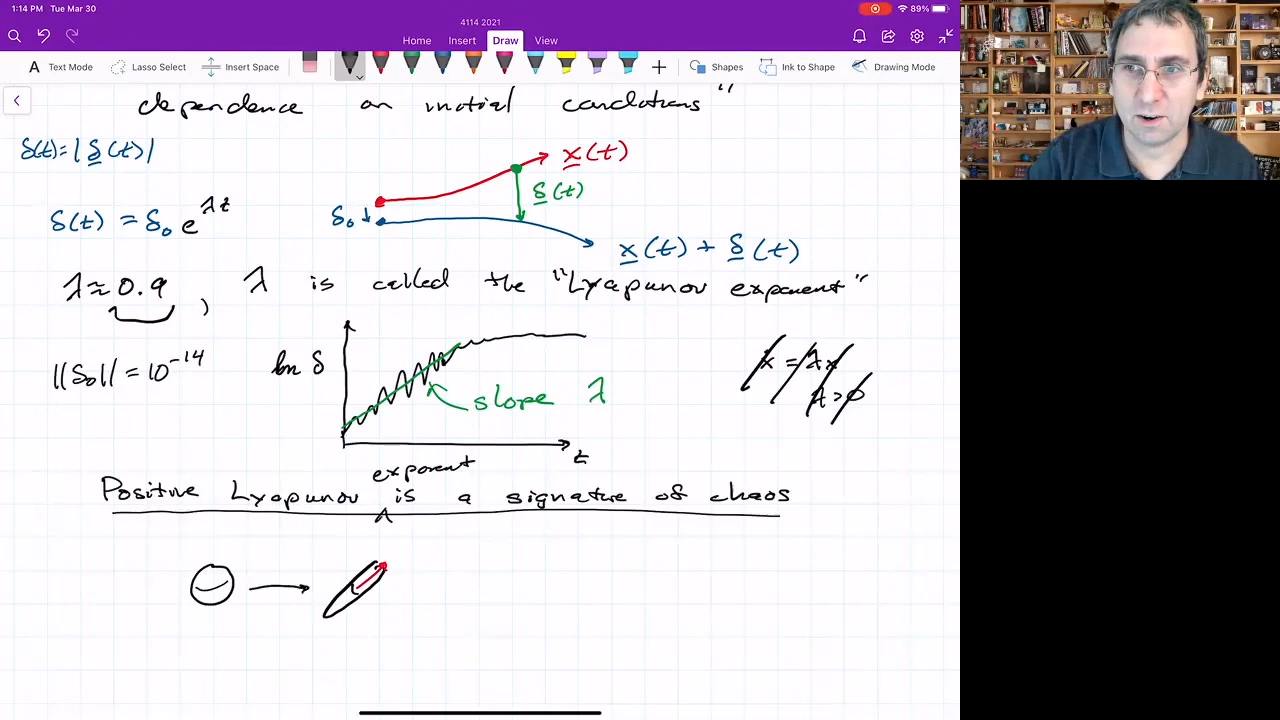 1:14 PM Tue Mar 30
89%
4114 2021
Home Insert Draw View
Text Mode Lasso Select Insert Space Shapes Ink to Shape Drawing Mode
dependence on initial conditions"
δ(t) = |δ(t)|
x(t)
δ(t)
δ(t) = δ₀ e^{λt}
δ₀
x(t) + δ(t)
λ ≈ 0.9, λ is called the "Lyapunov exponent"
||δ₀|| = 10⁻¹⁴
ln δ
slope λ
t
ẋ = λx
λ > 0
exponent
Positive Lyapunov ^ is a signature of chaos